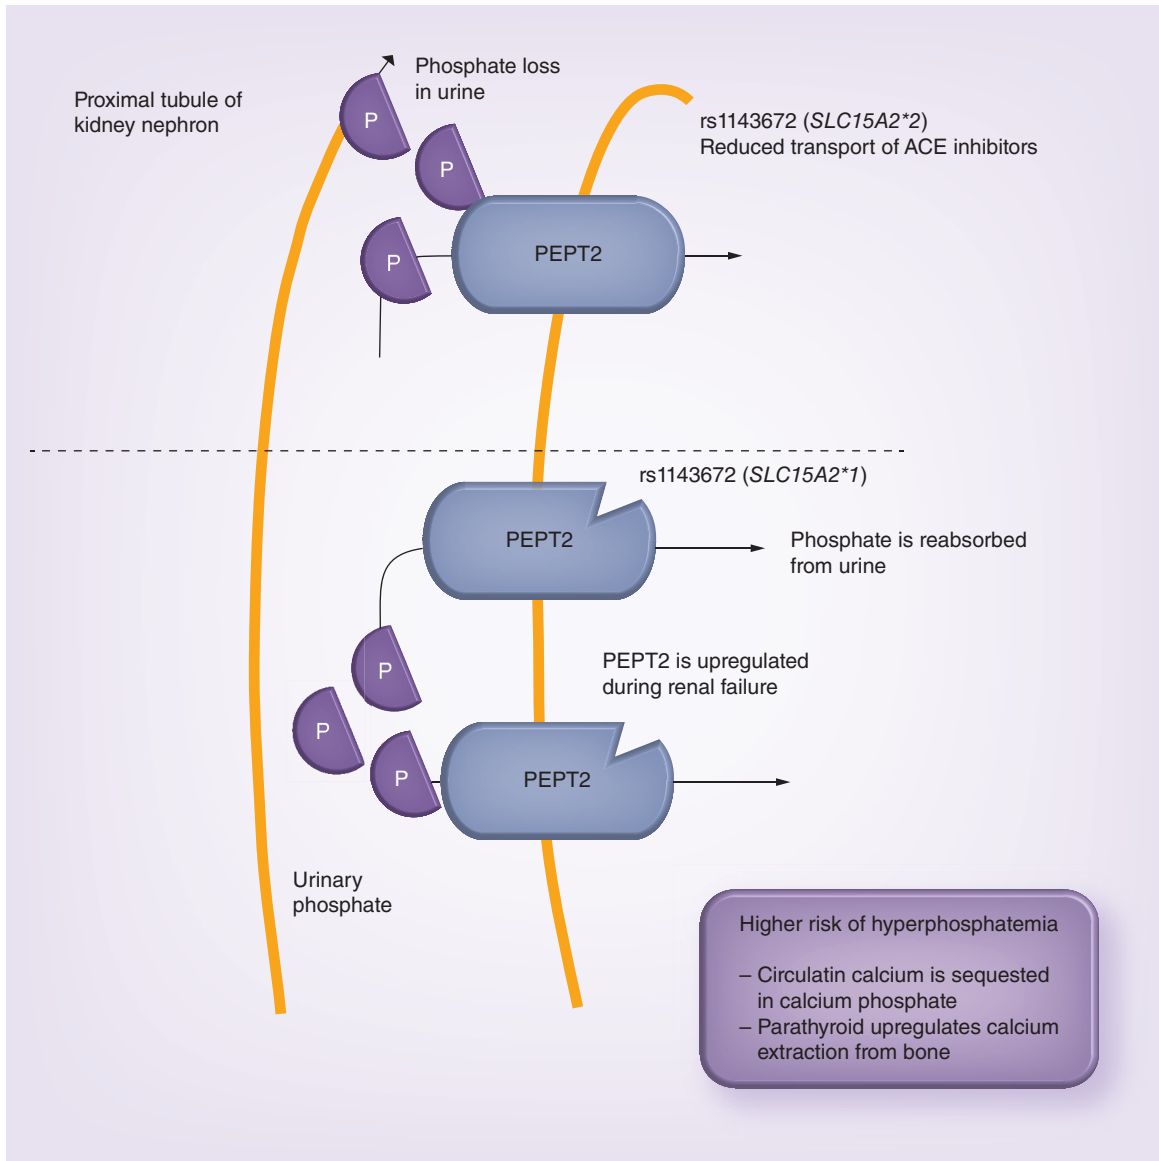 Proximal tubule of
kidney nephron
Phosphate loss
in urine
P
P
P
rs1143672 (SLC15A2*2)
Reduced transport of ACE inhibitors
PEPT2
rs1143672 (SLC15A2*1)
PEPT2
Phosphate is reabsorbed
from urine
P
P
P
PEPT2 is upregulated
during renal failure
PEPT2
Urinary
phosphate
Higher risk of hyperphosphatemia
– Circulatin calcium is sequested
in calcium phosphate
– Parathyroid upregulates calcium
extraction from bone